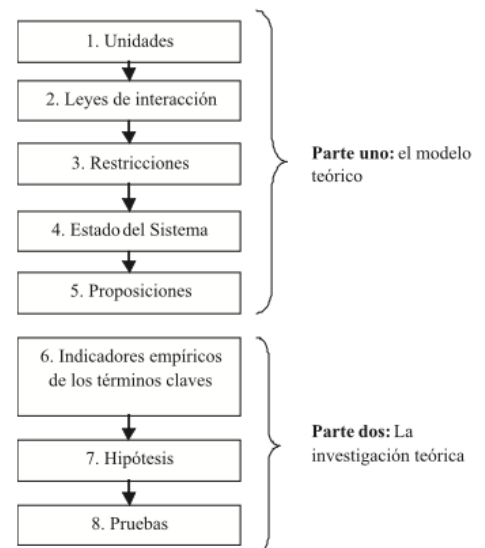 1. Unidades
2. Leyes de interacción
3. Restricciones
4. Estado del Sistema
5. Proposiciones
Parte uno: el modelo
teórico
6. Indicadores empíricos
de los términos claves
7. Hipótesis
8. Pruebas
Parte dos: La
investigación teórica